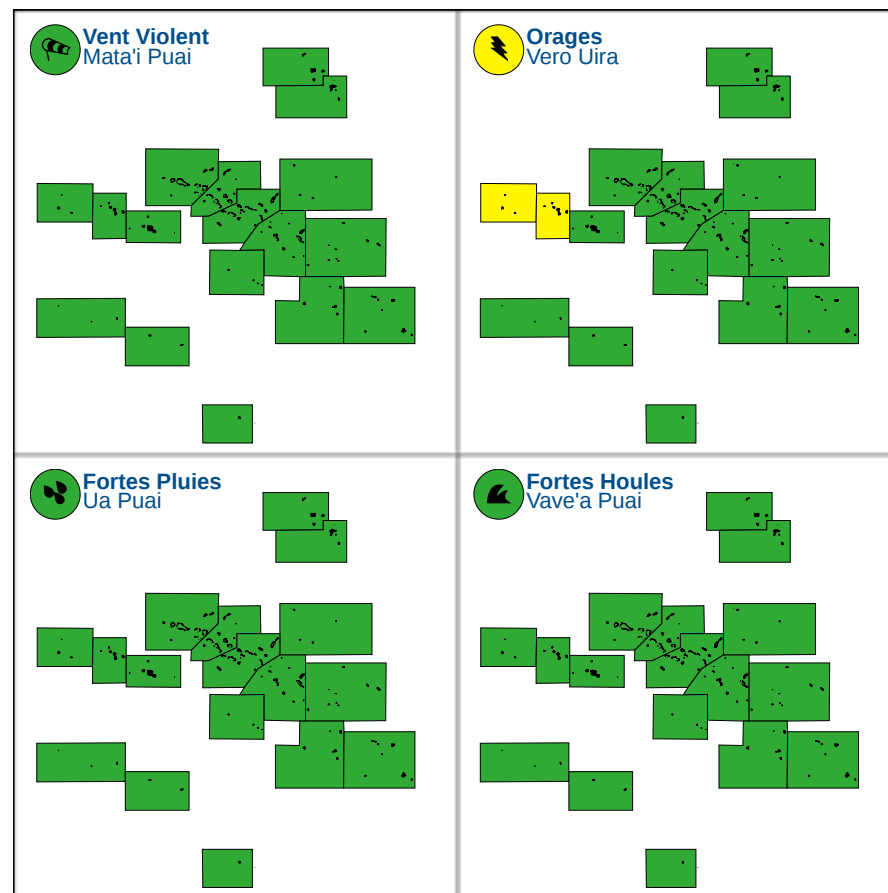 Vent Violent
Mata'i Puai
Orages
Vero Uira
Fortes Pluies
Ua Puai
Fortes Houles
Vave'a Puai